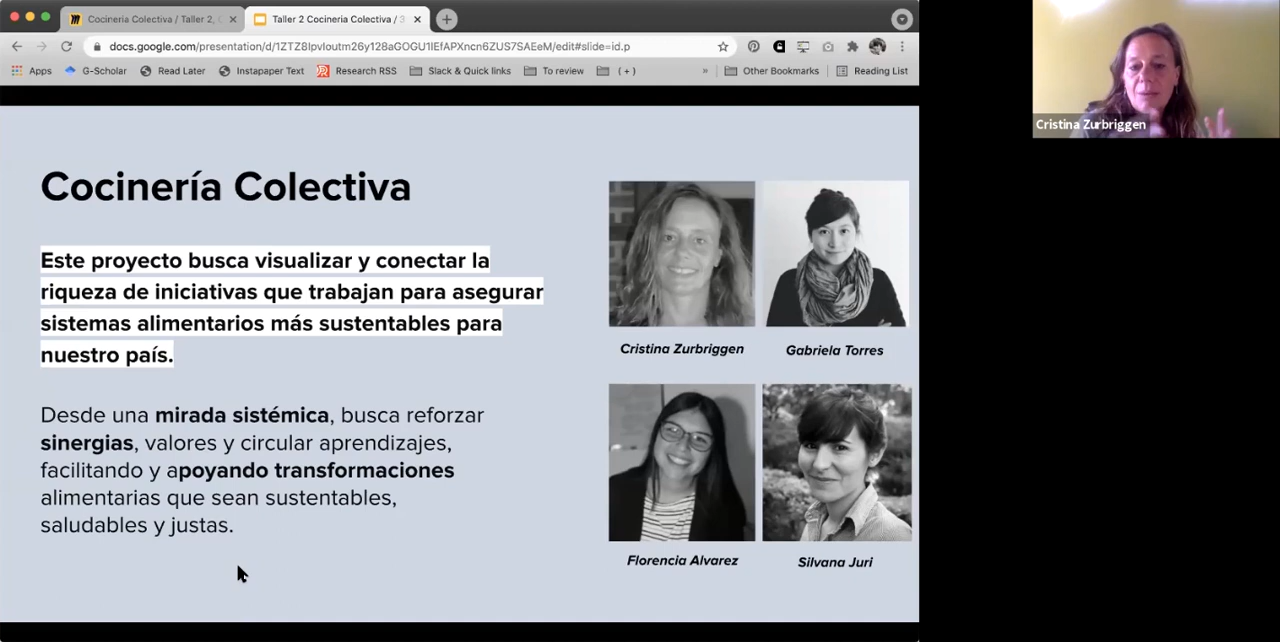 Cocineria Colectiva / Taller 2,
Taller 2 Cocineria Colectiva / 3
docs.google.com/presentation/d/1ZTZ8lpvloutm26y128aGOGU1lEfAPXncn6ZUS7SAEeM/edit#slide=id.p
Apps G-Scholar Read Later Instapaper Text Research RSS Slack & Quick links To review ( + ) » Other Bookmarks Reading List
Cristina Zurbriggen
Cocinería Colectiva
Este proyecto busca visualizar y conectar la
riqueza de iniciativas que trabajan para asegurar
sistemas alimentarios más sustentables para
nuestro país.
Desde una mirada sistémica, busca reforzar
sinergias, valores y circular aprendizajes,
facilitando y apoyando transformaciones
alimentarias que sean sustentables,
saludables y justas.
Cristina Zurbriggen
Gabriela Torres
Florencia Alvarez
Silvana Juri